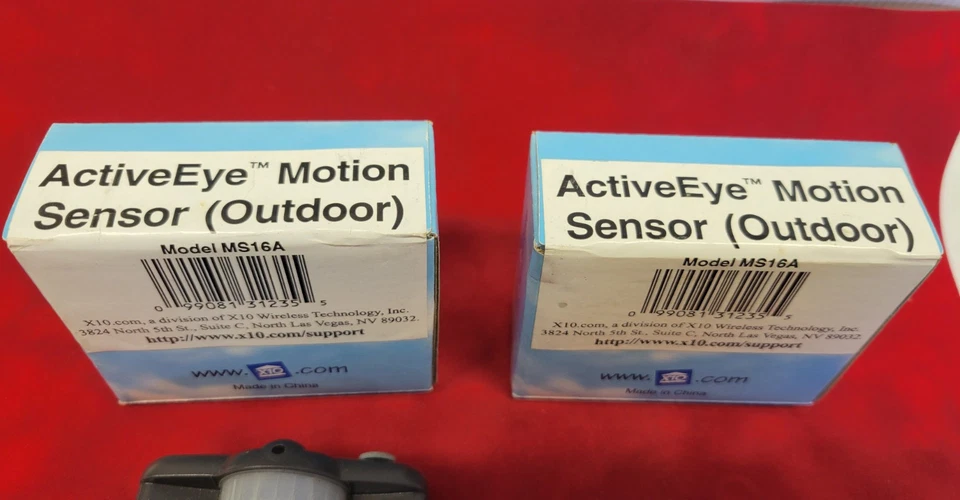 ActiveEye™ Motion
Sensor (Outdoor)
Model MS16A
0 99081 31235 5
X10.com, a division of X10 Wireless Technology, Inc.
3824 North 5th St., Suite C, North Las Vegas, NV 89032
http://www.x10.com/support
www.X10.com
Made in China
ActiveEye™ Motion
Sensor (Outdoor)
Model MS16A
0 99081 31235 5
X10.com, a division of X10 Wireless Technology, Inc.
3824 North 5th St., Suite C, North Las Vegas, NV 89032
http://www.x10.com/support
www.X10.com
Made in China